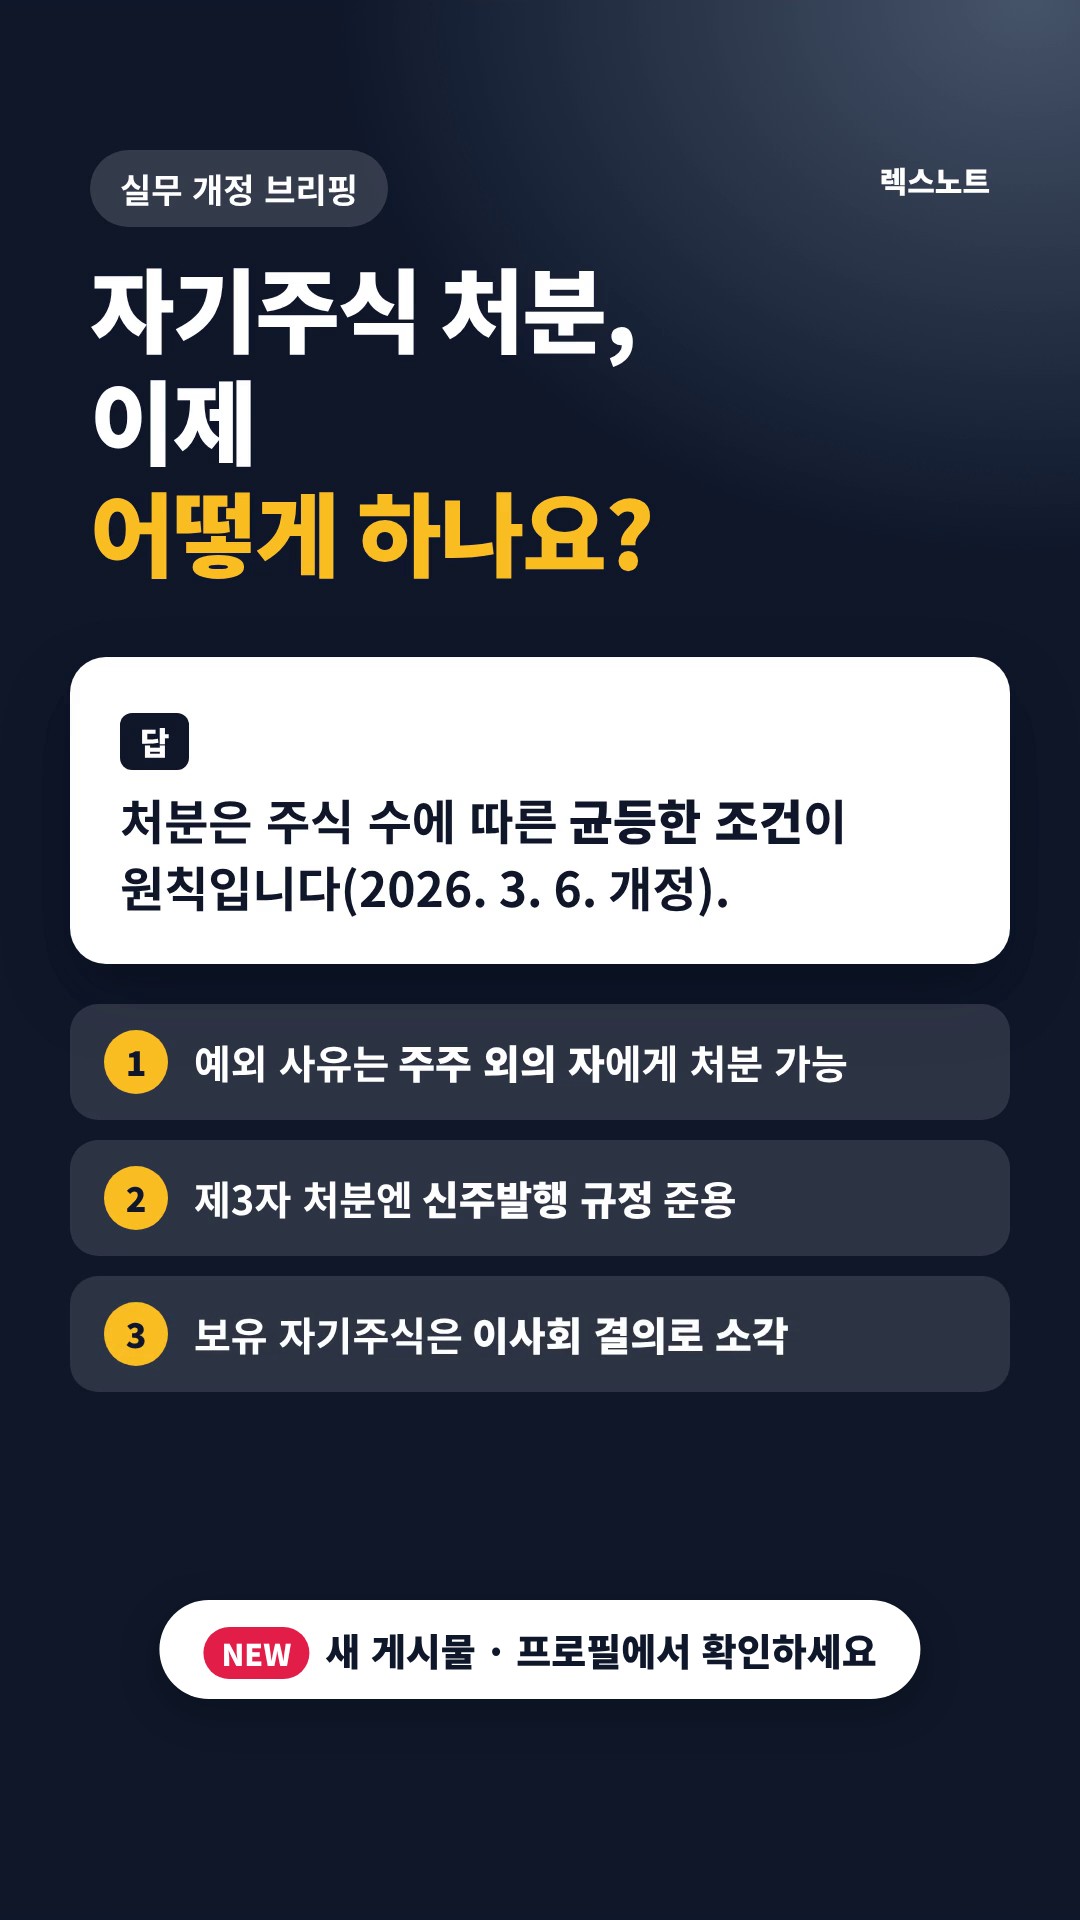 실무 개정 브리핑
렉스노트
자기주식 처분,
이제
어떻게 하나요?
답
처분은 주식 수에 따른 균등한 조건이
원칙입니다(2026. 3. 6. 개정).
1 예외 사유는 주주 외의 자에게 처분 가능
2 제3자 처분엔 신주발행 규정 준용
3 보유 자기주식은 이사회 결의로 소각
NEW 새 게시물 · 프로필에서 확인하세요